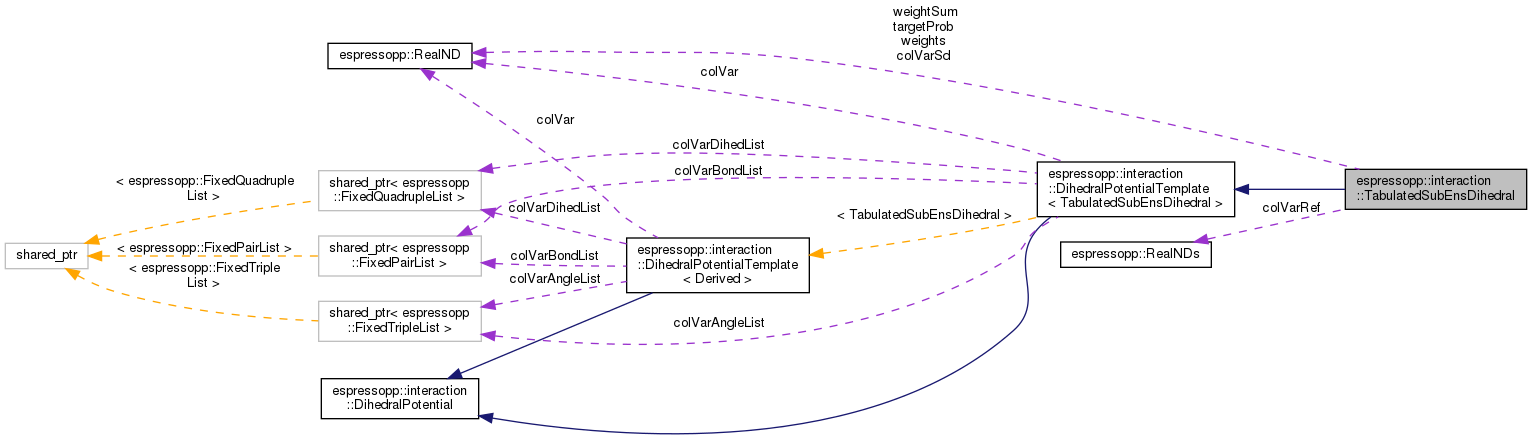 weightSum
targetProb
weights
colVarSd
espressopp::RealND
colVar
colVar
colVarDihedList
colVarBondList
espressopp::interaction
::DihedralPotentialTemplate
< TabulatedSubEnsDihedral >
espressopp::interaction
::TabulatedSubEnsDihedral
< espressopp::FixedQuadruple
List >
shared_ptr< espressopp
::FixedQuadrupleList >
colVarDihedList
< TabulatedSubEnsDihedral >
colVarRef
shared_ptr
< espressopp::FixedPairList >
shared_ptr< espressopp
::FixedPairList >
colVarBondList
espressopp::interaction
::DihedralPotentialTemplate
< Derived >
espressopp::RealNDs
< espressopp::FixedTriple
List >
colVarAngleList
shared_ptr< espressopp
::FixedTripleList >
colVarAngleList
espressopp::interaction
::DihedralPotential